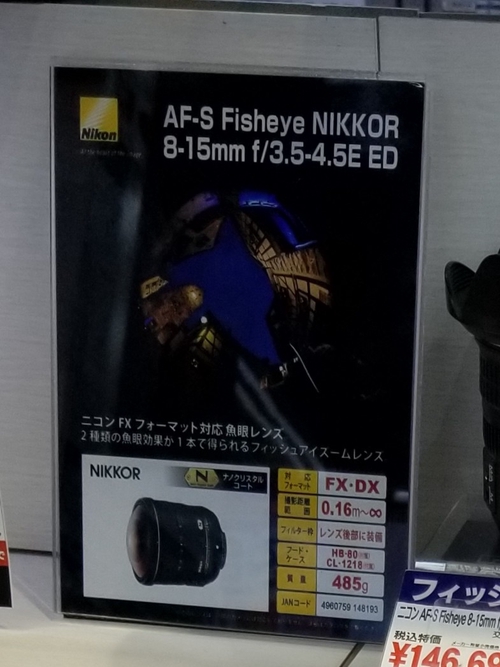 Nikon
AF-S Fisheye NIKKOR
8-15mm f/3.5-4.5E ED
ニコン FX フォーマット対応 魚眼レンズ
2 種類の魚眼効果が1本で得られるフィッシュアイズームレンズ
NIKKOR
N ナノクリスタル
コート
対応
フォーマット FX・DX
撮影距離
範囲 0.16m～∞
フィルター枠 レンズ後部に装備
フード・
ケース HB-80(付属)
CL-1218(付属)
質量 485g
JANコード 4960759 148193
フィッシ
ニコン AF-S Fisheye 8-15mm f
税込特価
¥146,6